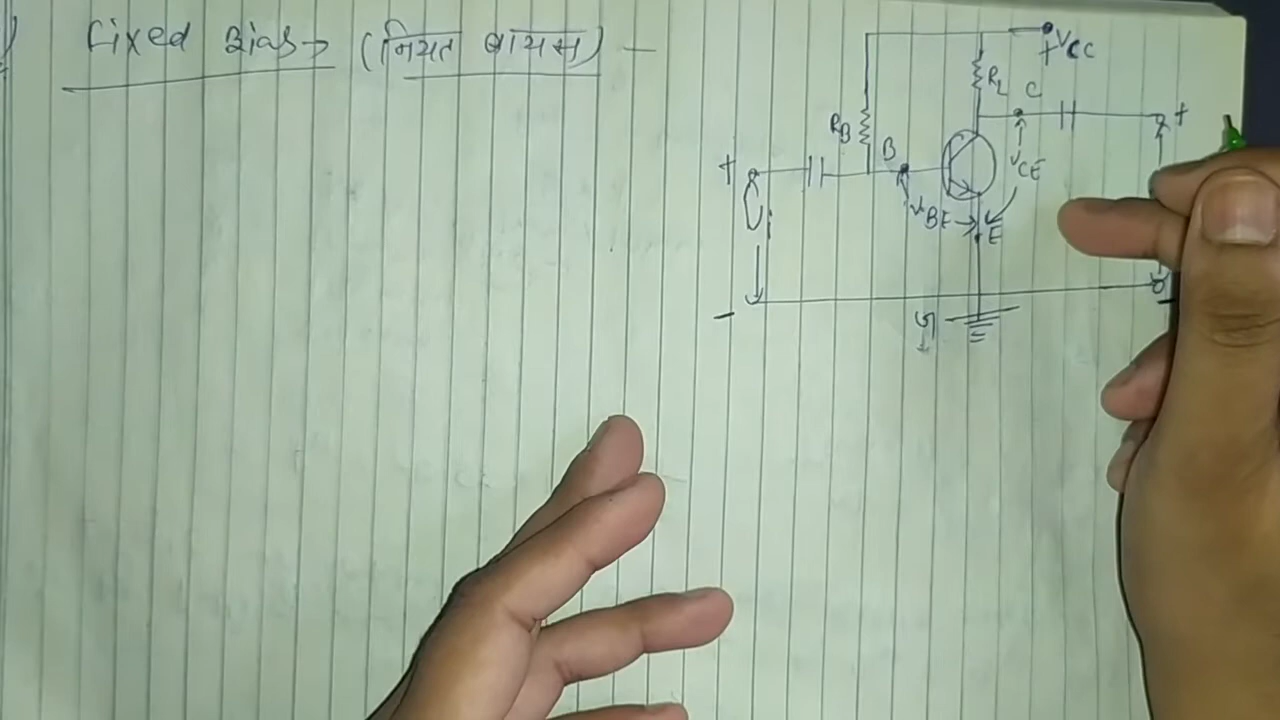 Fixed Bias → (नियत बायस) —
+VCC
RL
C
+
RB
B
+
VCE
VBE →
E
-
-
G